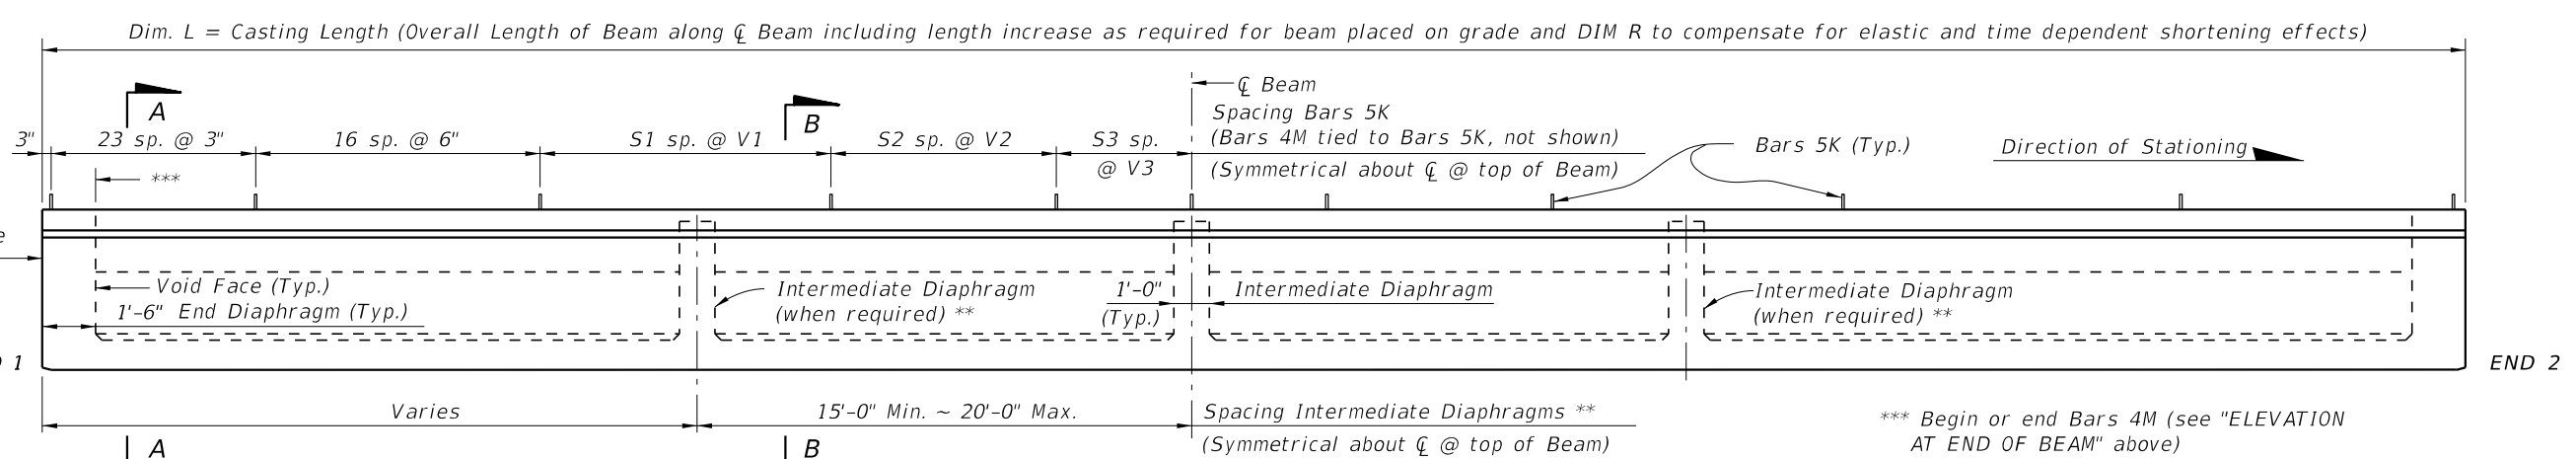 Dim. L = Casting Length (Overall Length of Beam along ℄ Beam including length increase as required for beam placed on grade and DIM R to compensate for elastic and time dependent shortening effects)
A
B
℄ Beam
Spacing Bars 5K
(Bars 4M tied to Bars 5K, not shown)
(Symmetrical about ℄ @ top of Beam)
3"
23 sp. @ 3"
16 sp. @ 6"
S1 sp. @ V1
S2 sp. @ V2
S3 sp.
@ V3
Bars 5K (Typ.)
Direction of Stationing
***
e
Void Face (Typ.)
1'-6" End Diaphragm (Typ.)
Intermediate Diaphragm
(when required) **
1'-0"
(Typ.)
Intermediate Diaphragm
Intermediate Diaphragm
(when required) **
1
END 2
Varies
15'-0" Min. ~ 20'-0" Max.
Spacing Intermediate Diaphragms **
(Symmetrical about ℄ @ top of Beam)
*** Begin or end Bars 4M (see "ELEVATION
AT END OF BEAM" above)
A
B